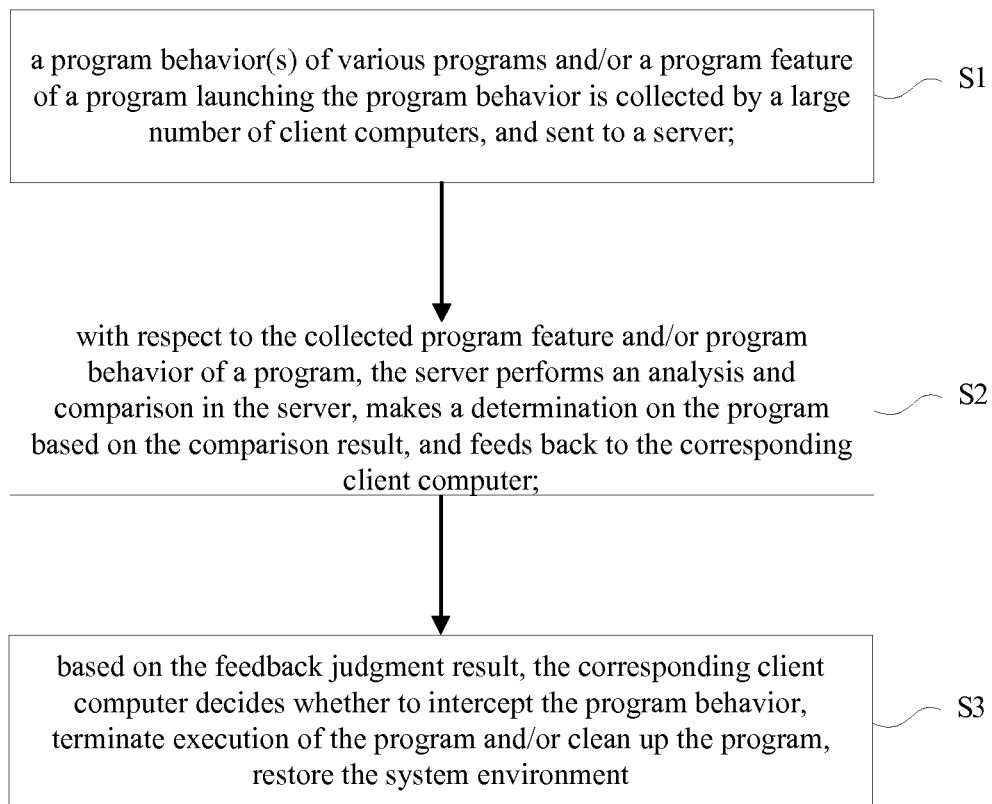 a program behavior(s) of various programs and/or a program feature
of a program launching the program behavior is collected by a large
number of client computers, and sent to a server;
S1
with respect to the collected program feature and/or program
behavior of a program, the server performs an analysis and
comparison in the server, makes a determination on the program
based on the comparison result, and feeds back to the corresponding
client computer;
S2
based on the feedback judgment result, the corresponding client
computer decides whether to intercept the program behavior,
terminate execution of the program and/or clean up the program,
restore the system environment
S3